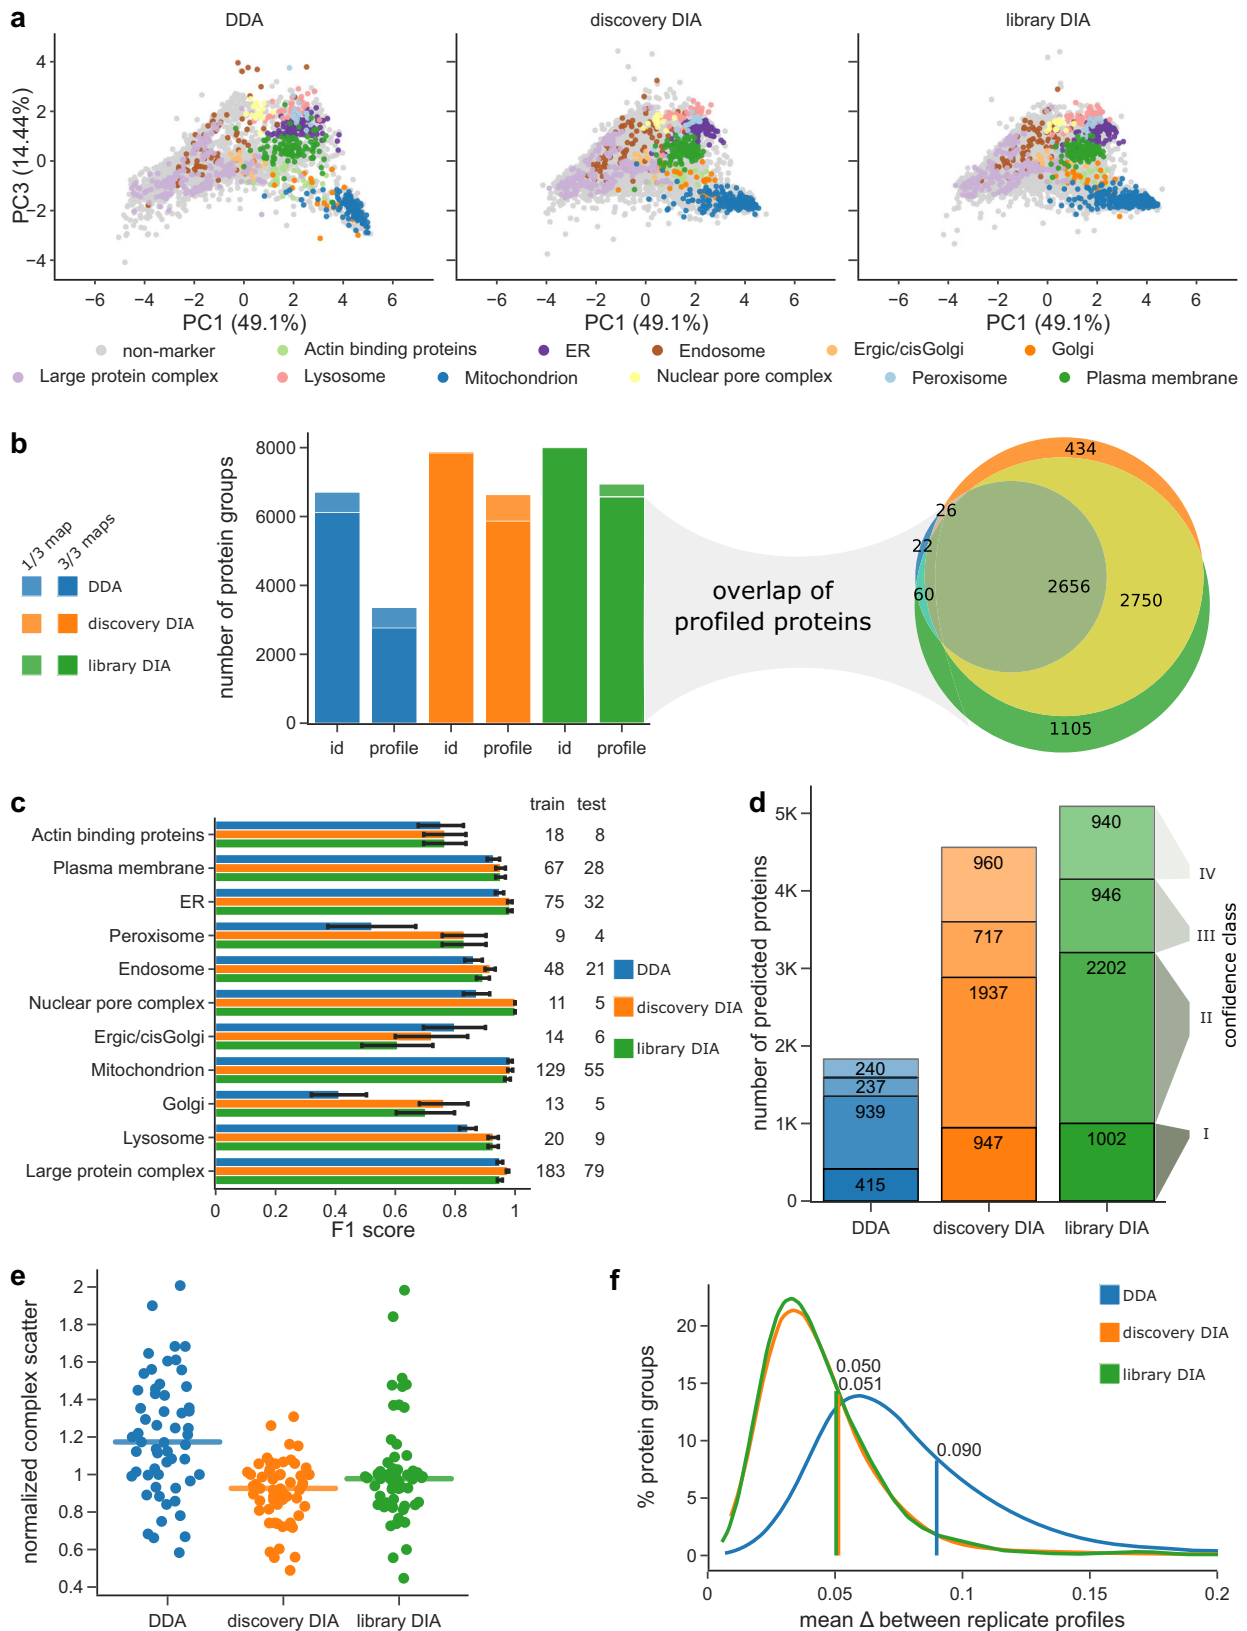 a
DDA
discovery DIA
library DIA
PC3 (14.44%)
4
2
0
−2
−4
−6 −4 −2 0 2 4 6
−6 −4 −2 0 2 4 6
−6 −4 −2 0 2 4 6
PC1 (49.1%)
PC1 (49.1%)
PC1 (49.1%)
non-marker
Actin binding proteins
ER
Endosome
Ergic/cisGolgi
Golgi
Large protein complex
Lysosome
Mitochondrion
Nuclear pore complex
Peroxisome
Plasma membrane
b
1/3 map
3/3 maps
DDA
discovery DIA
library DIA
number of protein groups
8000
6000
4000
2000
0
id profile id profile id profile
overlap of
profiled proteins
434
26
22
60
2656
2750
1105
c
train test
Actin binding proteins 18 8
Plasma membrane 67 28
ER 75 32
Peroxisome 9 4
Endosome 48 21
Nuclear pore complex 11 5
Ergic/cisGolgi 14 6
Mitochondrion 129 55
Golgi 13 5
Lysosome 20 9
Large protein complex 183 79
0 0.2 0.4 0.6 0.8 1
F1 score
DDA
discovery DIA
library DIA
d
number of predicted proteins
5K
4K
3K
2K
1K
0
240
237
939
415
960
717
1937
947
940
946
2202
1002
DDA
discovery DIA
library DIA
IV
III
II
I
confidence class
e
normalized complex scatter
2
1.8
1.6
1.4
1.2
1
0.8
0.6
0.4
DDA
discovery DIA
library DIA
f
% protein groups
20
15
10
5
0
0.050
0.051
0.090
DDA
discovery DIA
library DIA
0 0.05 0.1 0.15 0.2
mean Δ between replicate profiles